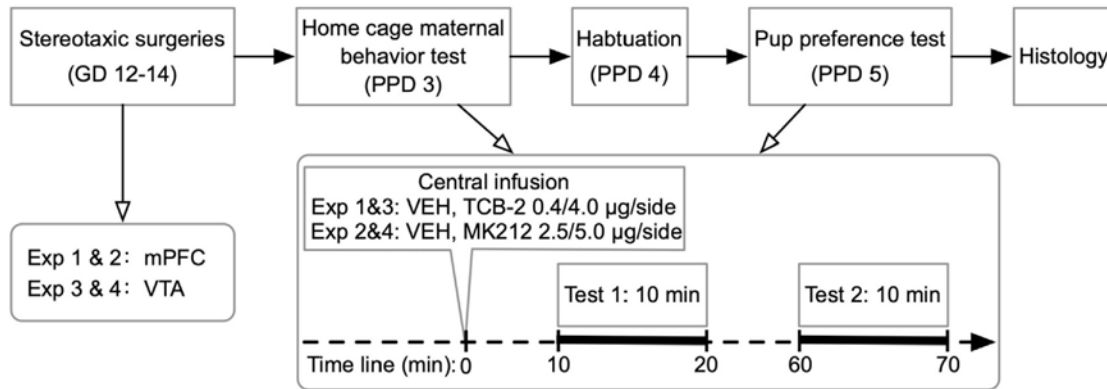 Stereotaxic surgeries
(GD 12-14)
Home cage maternal
behavior test
(PPD 3)
Habtuation
(PPD 4)
Pup preference test
(PPD 5)
Histology
Exp 1 & 2: mPFC
Exp 3 & 4: VTA
Central infusion
Exp 1&3: VEH, TCB-2 0.4/4.0 µg/side
Exp 2&4: VEH, MK212 2.5/5.0 µg/side
Test 1: 10 min
Test 2: 10 min
Time line (min): 0 10 20 60 70